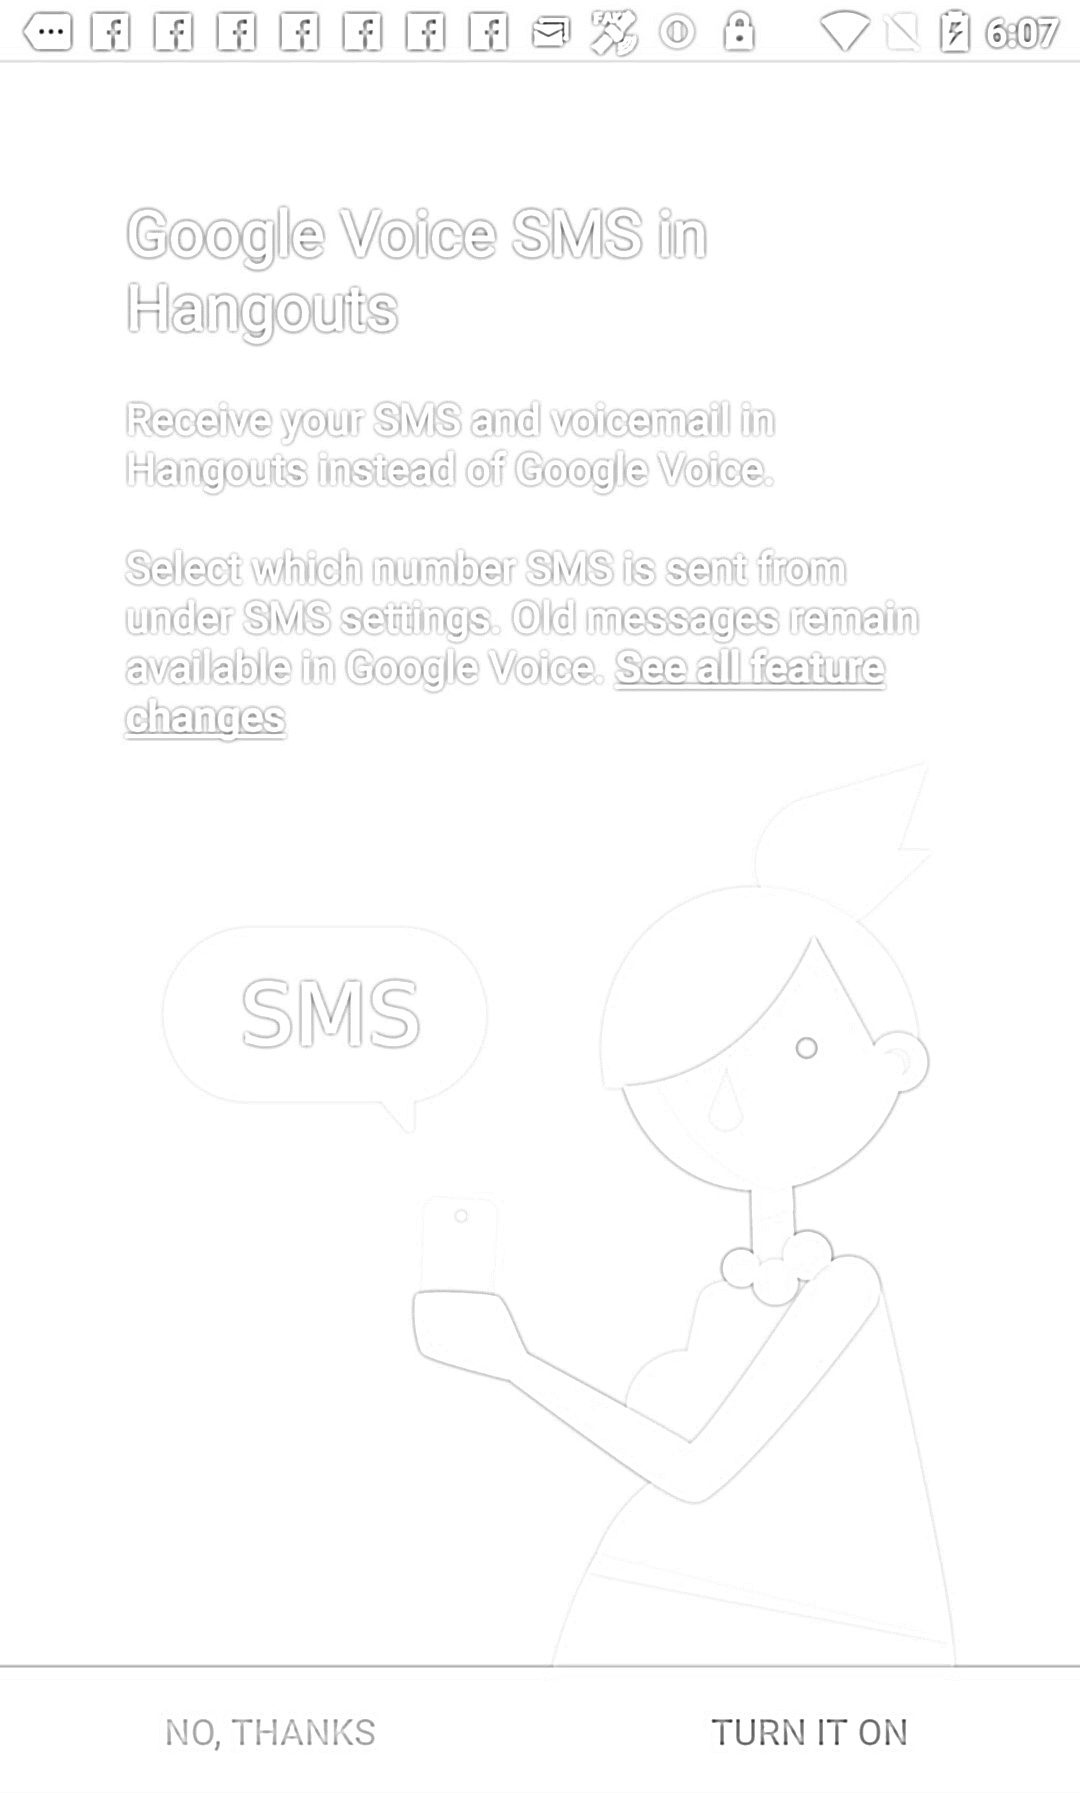 FAKE
6:07
Google Voice SMS in
Hangouts
Receive your SMS and voicemail in
Hangouts instead of Google Voice.
Select which number SMS is sent from
under SMS settings. Old messages remain
available in Google Voice. See all feature
changes
SMS
NO, THANKS
TURN IT ON